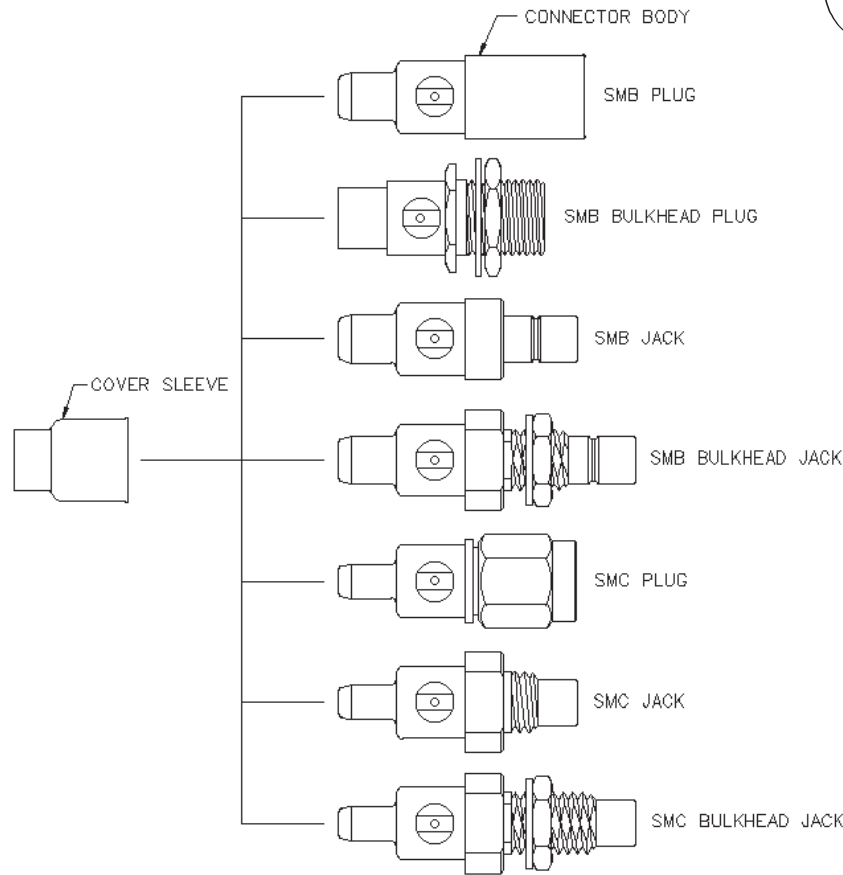 CONNECTOR BODY
SMB PLUG
SMB BULKHEAD PLUG
SMB JACK
COVER SLEEVE
SMB BULKHEAD JACK
SMC PLUG
SMC JACK
SMC BULKHEAD JACK